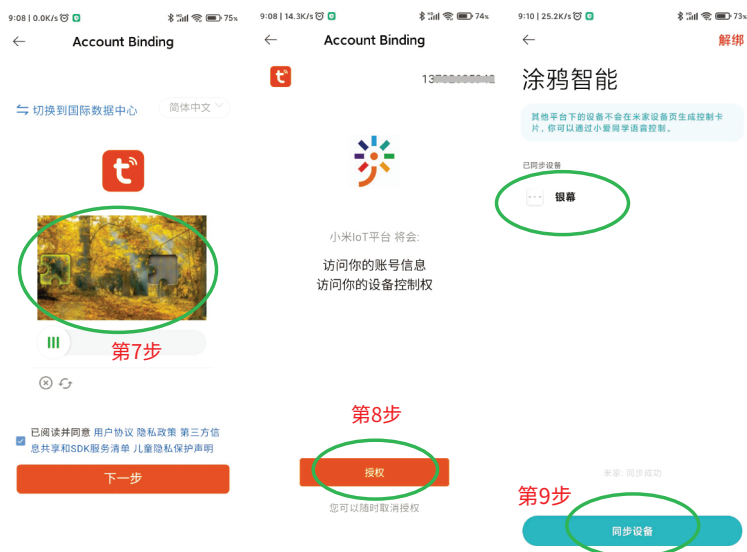 9:08 | 0.0K/s
75%
Account Binding
切换到国际数据中心
简体中文
第7步
已阅读并同意 用户协议 隐私政策 第三方信
息共享和SDK服务清单 儿童隐私保护声明
下一步
9:08 | 14.3K/s
74%
Account Binding
小米IoT平台 将会:
访问你的账号信息
访问你的设备控制权
第8步
授权
您可以随时取消授权
9:10 | 25.2K/s
73%
解绑
涂鸦智能
其他平台下的设备不会在米家设备页生成控制卡
片, 你可以通过小爱同学语音控制。
已同步设备
银幕
米家: 同步成功
第9步
同步设备